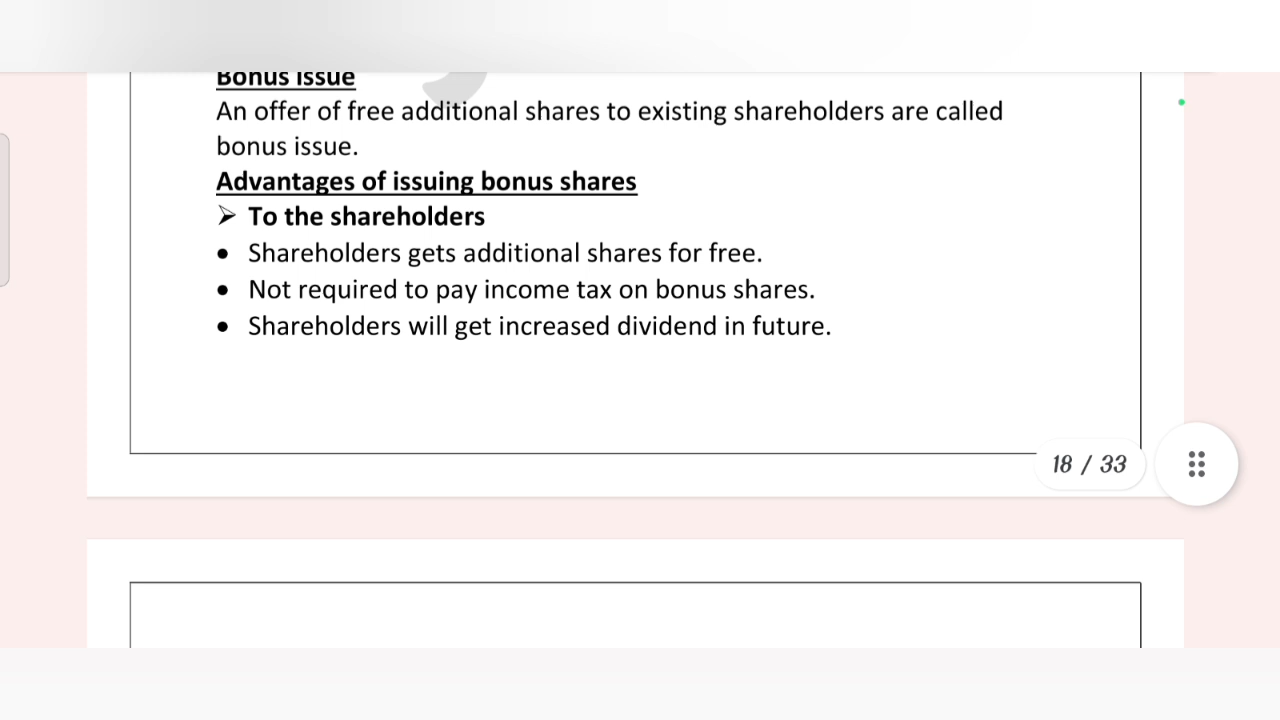 Bonus issue
An offer of free additional shares to existing shareholders are called
bonus issue.
Advantages of issuing bonus shares
➢ To the shareholders
• Shareholders gets additional shares for free.
• Not required to pay income tax on bonus shares.
• Shareholders will get increased dividend in future.
18 / 33